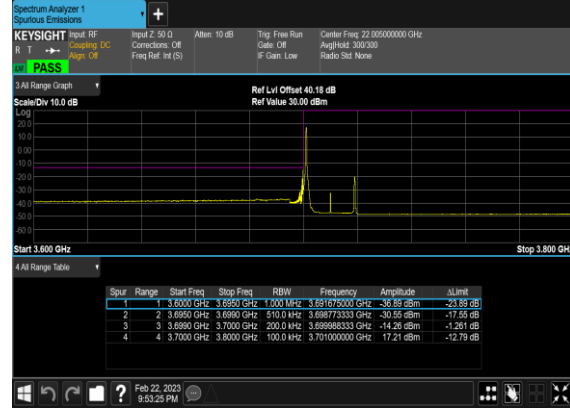 Spectrum Analyzer 1
Spurious Emissions
KEYSIGHT Input: RF Input Z: 50 Ω Atten: 10 dB Trig: Free Run Center Freq: 22.005000000 GHz
R T Coupling: DC Corrections: Off Gate: Off Avg|Hold: 300/300
Align: Off Freq Ref: Int (S) IF Gain: Low Radio Std: None
PASS
3 All Range Graph
Ref Lvl Offset 40.18 dB
Scale/Div 10.0 dB Ref Value 30.00 dBm
Log
20.0
10.0
0.00
-10.0
-20.0
-30.0
-40.0
-50.0
-60.0
Start 3.600 GHz Stop 3.800 GHz
4 All Range Table
Spur Range Start Freq Stop Freq RBW Frequency Amplitude ΔLimit
1 1 3.6000 GHz 3.6950 GHz 1.000 MHz 3.691675000 GHz -36.89 dBm -23.89 dB
2 2 3.6950 GHz 3.6990 GHz 510.0 kHz 3.698773333 GHz -30.55 dBm -17.55 dB
3 3 3.6990 GHz 3.7000 GHz 200.0 kHz 3.699988333 GHz -14.26 dBm -1.261 dB
4 4 3.7000 GHz 3.8000 GHz 100.0 kHz 3.701000000 GHz 17.21 dBm -12.79 dB
?
Feb 22, 2023
9:53:25 PM